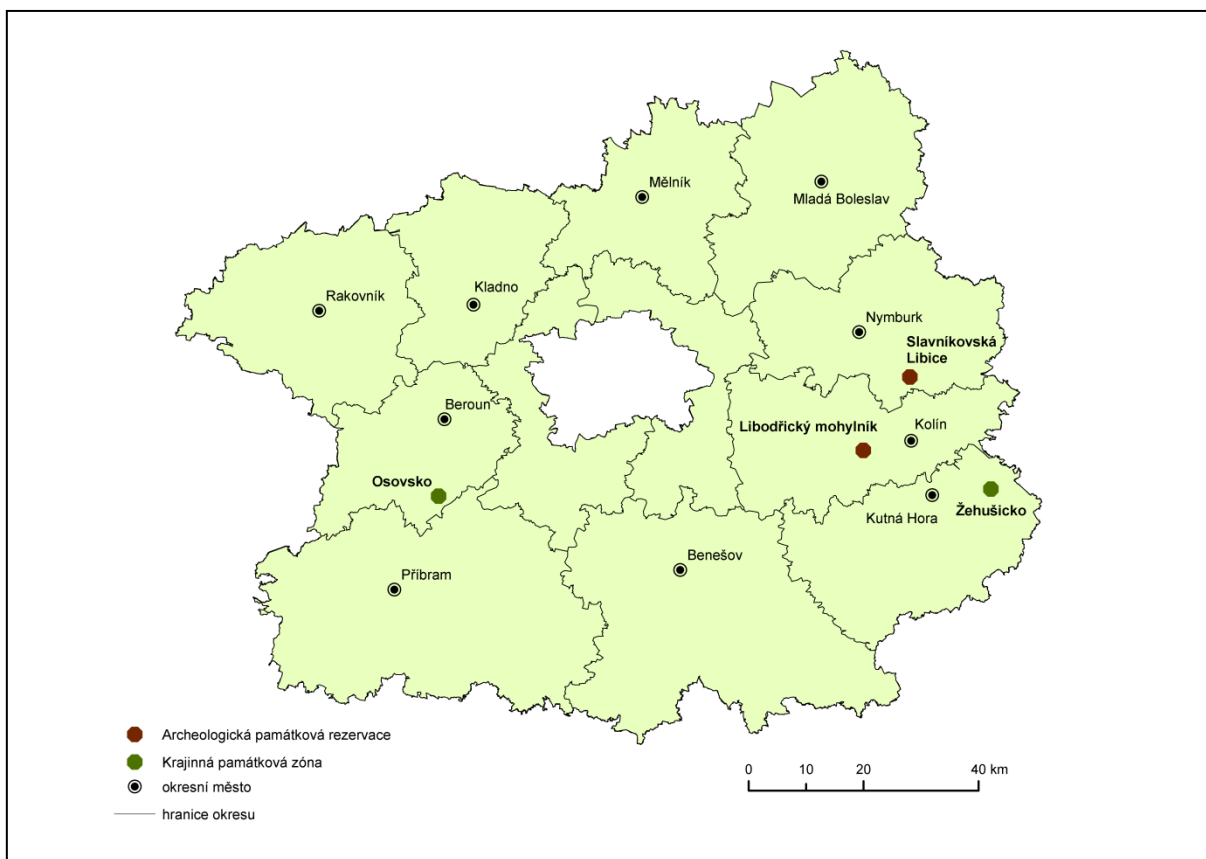 Mělník
Mladá Boleslav
Kladno
Rakovník
Nymburk
Slavníkovská
Libice
Beroun
Libodřický mohylník
Kolín
Osovsko
Kutná Hora
Žehušicko
Benešov
Příbram
Archeologická památková rezervace
Krajinná památková zóna
okresní město
hranice okresu
0 10 20 40 km